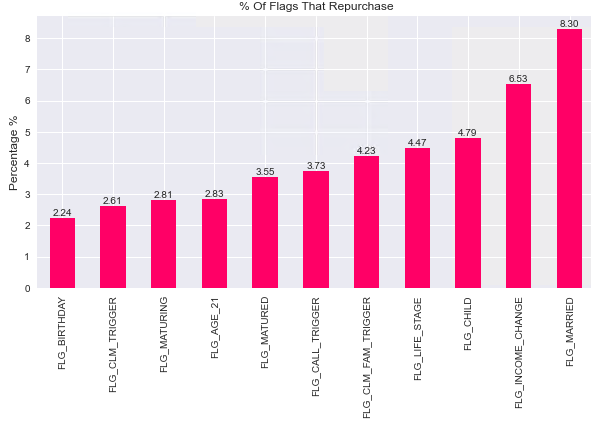 % Of Flags That Repurchase
Percentage %
8
7
6
5
4
3
2
1
0
2.24
2.61
2.81
2.83
3.55
3.73
4.23
4.47
4.79
6.53
8.30
FLG_BIRTHDAY
FLG_CLM_TRIGGER
FLG_MATURING
FLG_AGE_21
FLG_MATURED
FLG_CALL_TRIGGER
FLG_CLM_FAM_TRIGGER
FLG_LIFE_STAGE
FLG_CHILD
FLG_INCOME_CHANGE
FLG_MARRIED